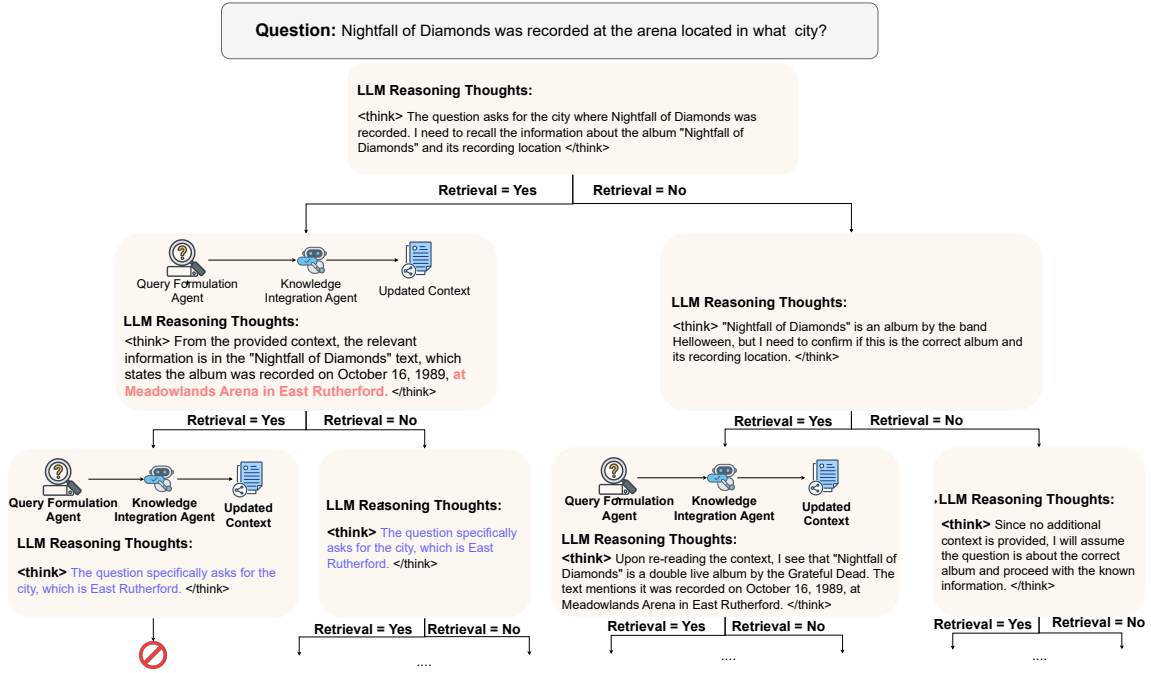 Question: Nightfall of Diamonds was recorded at the arena located in what city?
LLM Reasoning Thoughts:
<think> The question asks for the city where Nightfall of Diamonds was
recorded. I need to recall the information about the album "Nightfall of
Diamonds" and its recording location </think>
Retrieval = Yes
Retrieval = No
Query Formulation
Agent
Knowledge
Integration Agent
Updated Context
LLM Reasoning Thoughts:
<think> From the provided context, the relevant
information is in the "Nightfall of Diamonds" text, which
states the album was recorded on October 16, 1989, at
Meadowlands Arena in East Rutherford. </think>
LLM Reasoning Thoughts:
<think> "Nightfall of Diamonds" is an album by the band
Helloween, but I need to confirm if this is the correct album and
its recording location. </think>
Retrieval = Yes
Retrieval = No
Retrieval = Yes
Retrieval = No
Query Formulation
Agent
Knowledge
Integration Agent
Updated
Context
LLM Reasoning Thoughts:
<think> The question specifically asks for the
city, which is East Rutherford. </think>
LLM Reasoning Thoughts:
<think> The question specifically
asks for the city, which is East
Rutherford. </think>
Query Formulation
Agent
Knowledge
Integration Agent
Updated
Context
LLM Reasoning Thoughts:
<think> Upon re-reading the context, I see that "Nightfall of
Diamonds" is a double live album by the Grateful Dead. The
text mentions it was recorded on October 16, 1989, at
Meadowlands Arena in East Rutherford. </think>
LLM Reasoning Thoughts:
<think> Since no additional
context is provided, I will assume
the question is about the correct
album and proceed with the known
information. </think>
Retrieval = Yes
Retrieval = No
....
Retrieval = Yes
Retrieval = No
....
Retrieval = Yes
Retrieval = No
....